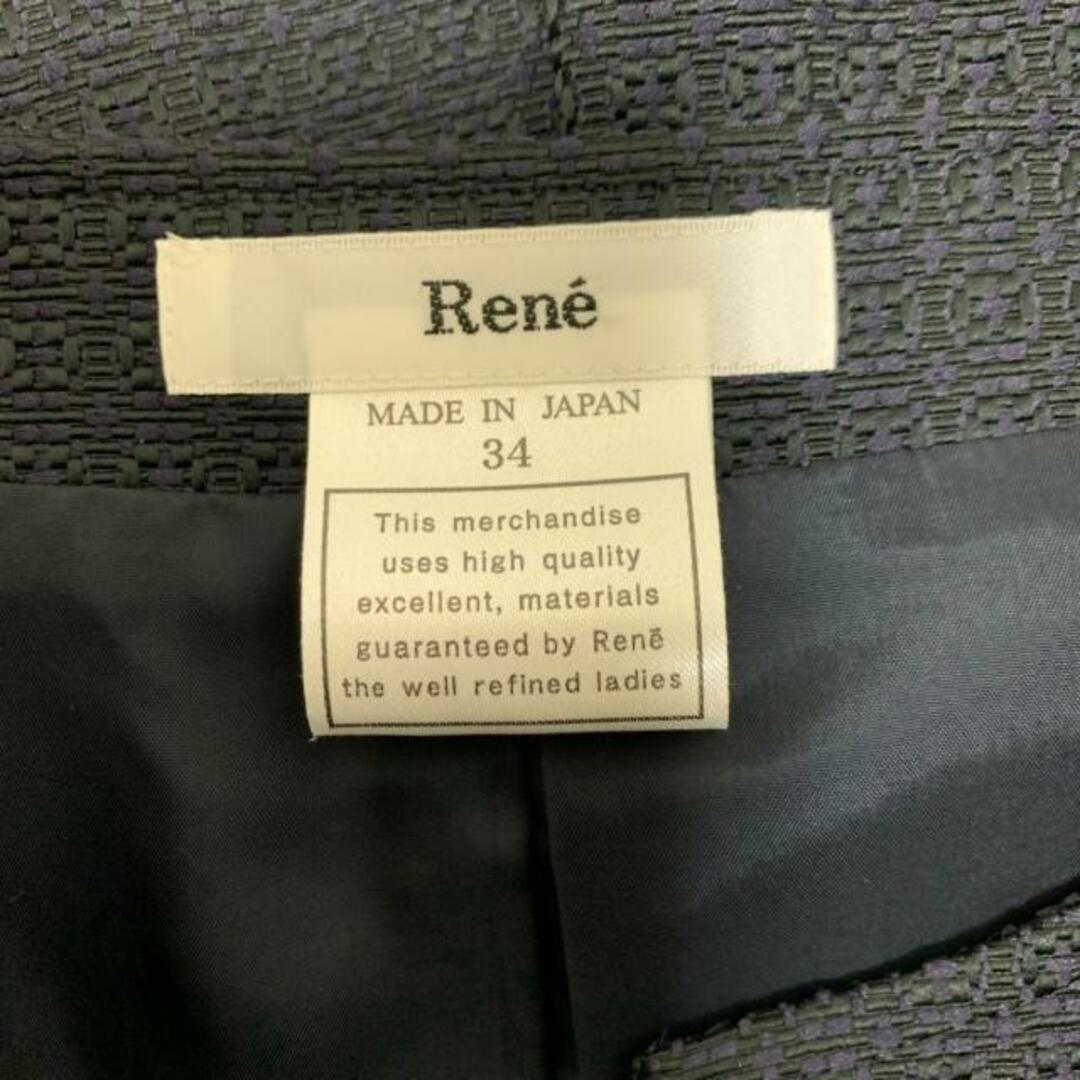 René
MADE IN JAPAN
34
This merchandise
uses high quality
excellent, materials
guaranteed by Renē
the well refined ladies